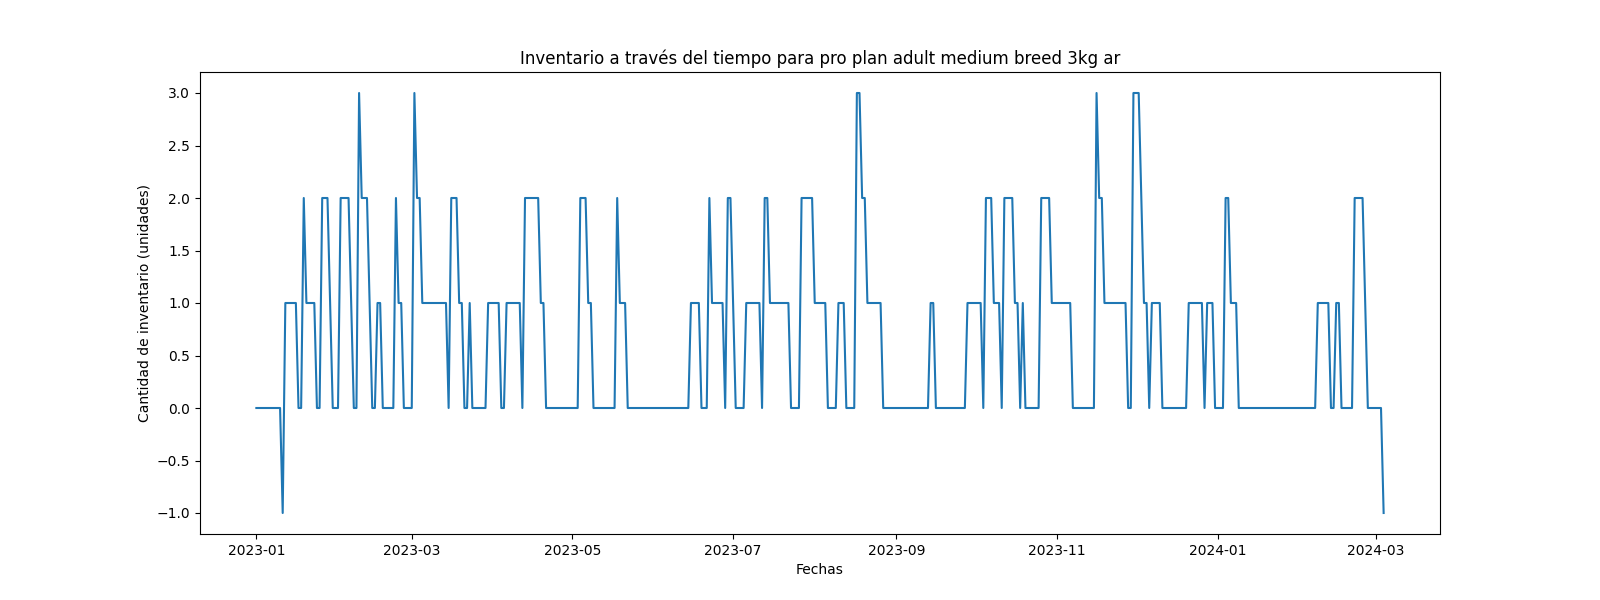 Inventario a través del tiempo para pro plan adult medium breed 3kg ar
Cantidad de inventario (unidades)
3.0
2.5
2.0
1.5
1.0
0.5
0.0
−0.5
−1.0
2023-01 2023-03 2023-05 2023-07 2023-09 2023-11 2024-01 2024-03
Fechas